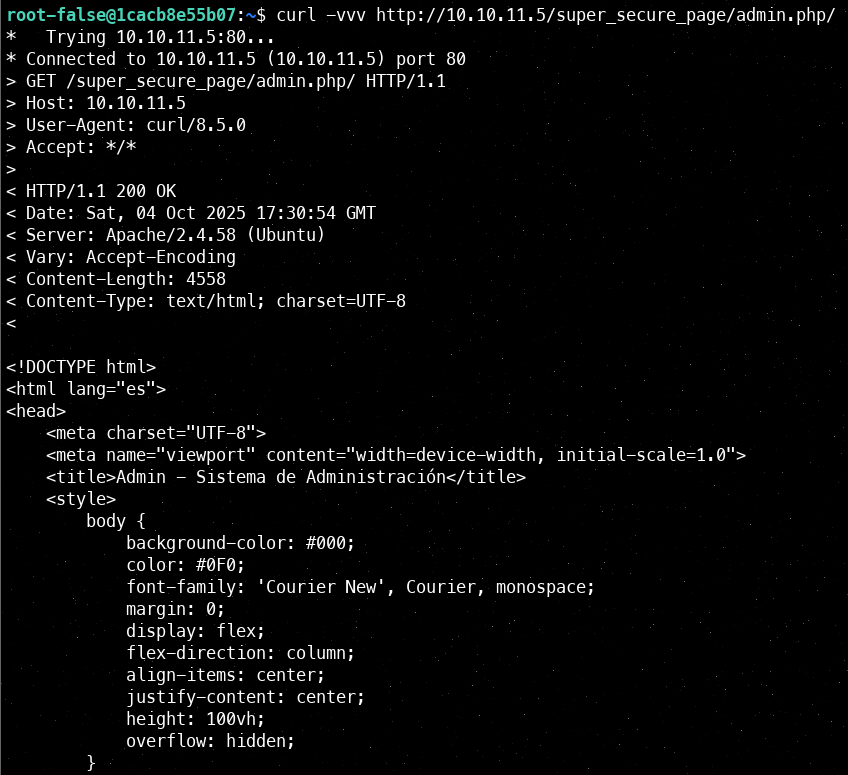 root-false@1cacb8e55b07:~$ curl -vvv http://10.10.11.5/super_secure_page/admin.php/
*   Trying 10.10.11.5:80...
* Connected to 10.10.11.5 (10.10.11.5) port 80
> GET /super_secure_page/admin.php/ HTTP/1.1
> Host: 10.10.11.5
> User-Agent: curl/8.5.0
> Accept: */*
>
< HTTP/1.1 200 OK
< Date: Sat, 04 Oct 2025 17:30:54 GMT
< Server: Apache/2.4.58 (Ubuntu)
< Vary: Accept-Encoding
< Content-Length: 4558
< Content-Type: text/html; charset=UTF-8
<

<!DOCTYPE html>
<html lang="es">
<head>
    <meta charset="UTF-8">
    <meta name="viewport" content="width=device-width, initial-scale=1.0">
    <title>Admin - Sistema de Administración</title>
    <style>
        body {
            background-color: #000;
            color: #0F0;
            font-family: 'Courier New', Courier, monospace;
            margin: 0;
            display: flex;
            flex-direction: column;
            align-items: center;
            justify-content: center;
            height: 100vh;
            overflow: hidden;
        }